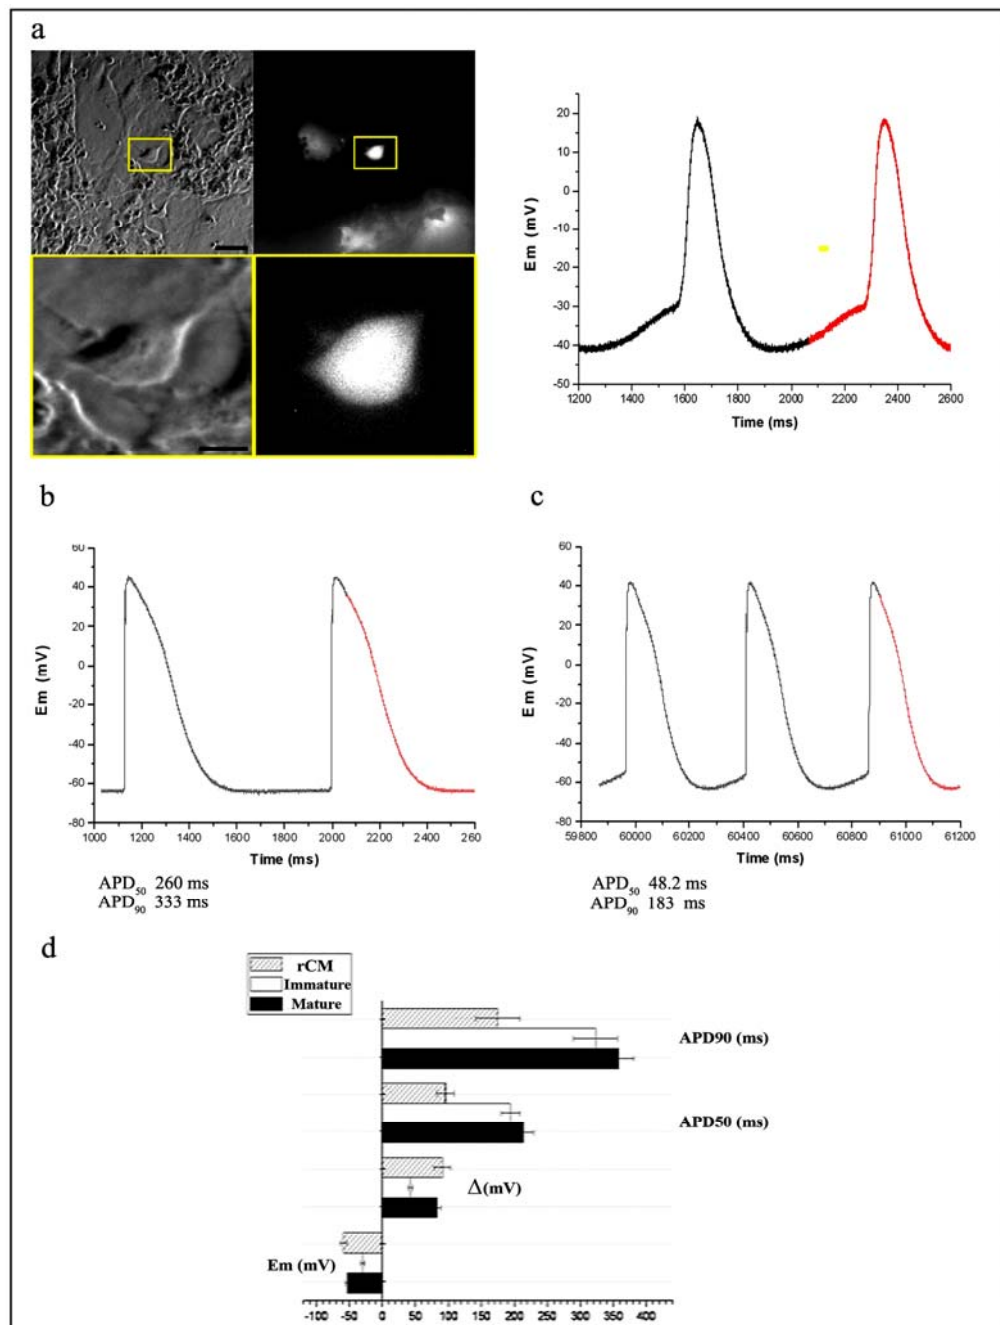 a
20
10
0
-10
-20
-30
-40
-50
Em (mV)
1200 1400 1600 1800 2000 2200 2400 2600
Time (ms)
b
60
40
20
0
-20
-40
-60
-80
Em (mV)
1000 1200 1400 1600 1800 2000 2200 2400 260
Time (ms)
APD50 260 ms
APD90 333 ms
c
60
40
20
0
-20
-40
-60
-80
Em (mV)
59800 60000 60200 60400 60600 60800 61000 61200
Time (ms)
APD50 48.2 ms
APD90 183 ms
d
rCM
Immature
Mature
APD90 (ms)
APD50 (ms)
Δ(mV)
Em (mV)
-100 -50 0 50 100 150 200 250 300 350 400